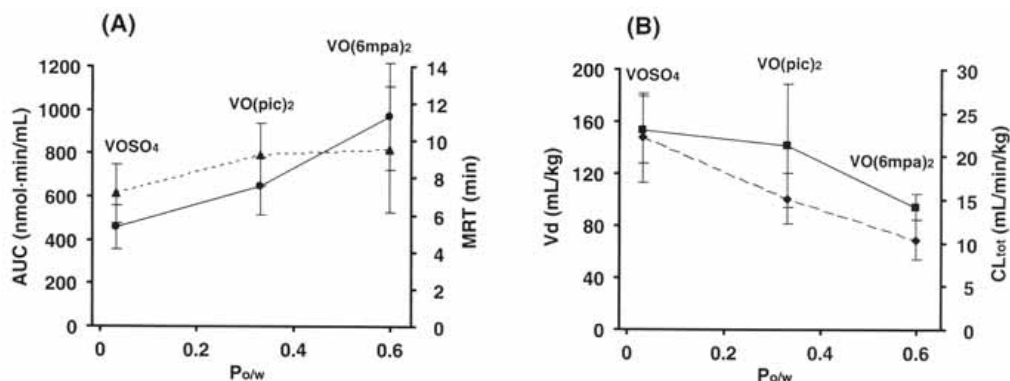 (A)
VO(6mpa)₂
VO(pic)₂
VOSO₄
1200
1000
800
600
400
200
0
AUC (nmol·min/mL)
14
12
10
8
6
4
2
0
MRT (min)
0 0.2 0.4 0.6
Po/w
(B)
VOSO₄
VO(pic)₂
VO(6mpa)₂
200
160
120
80
40
0
Vd (mL/kg)
30
25
20
15
10
5
0
CLtot (mL/min/kg)
0 0.2 0.4 0.6
Po/w